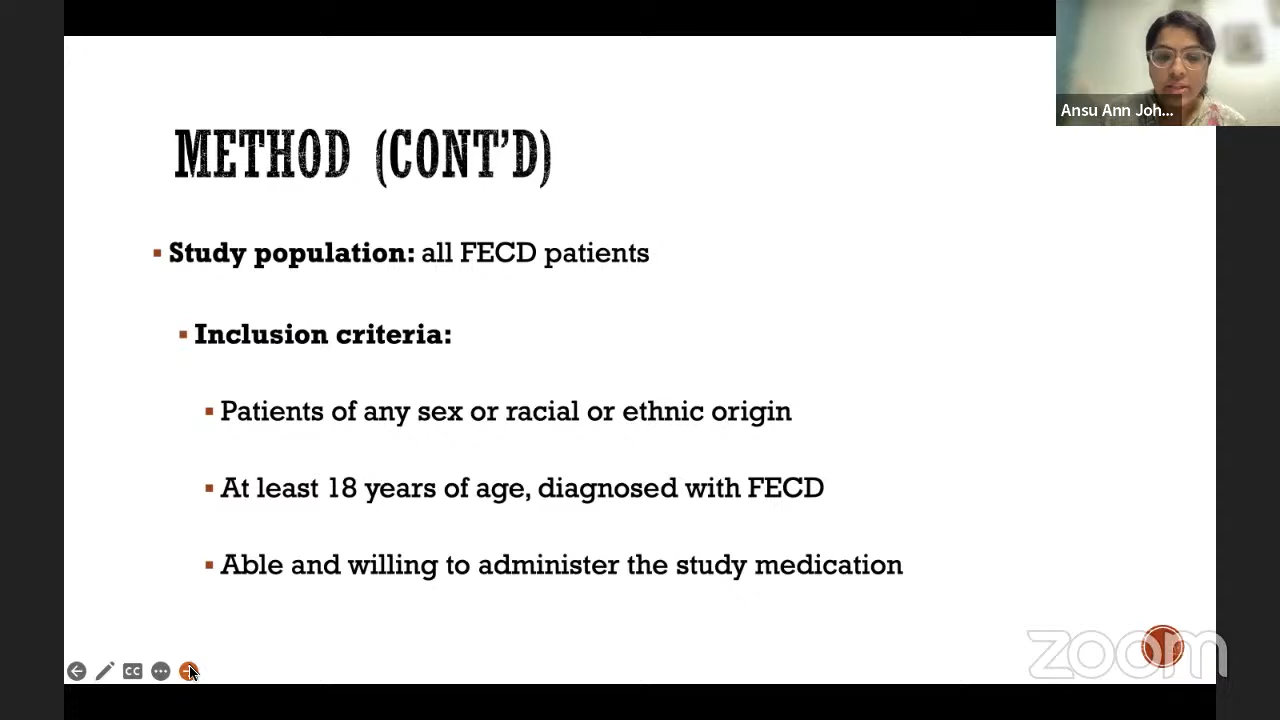 Ansu Ann Joh...
METHOD (CONT'D)
Study population: all FECD patients
Inclusion criteria:
Patients of any sex or racial or ethnic origin
At least 18 years of age, diagnosed with FECD
Able and willing to administer the study medication
CC
zoom